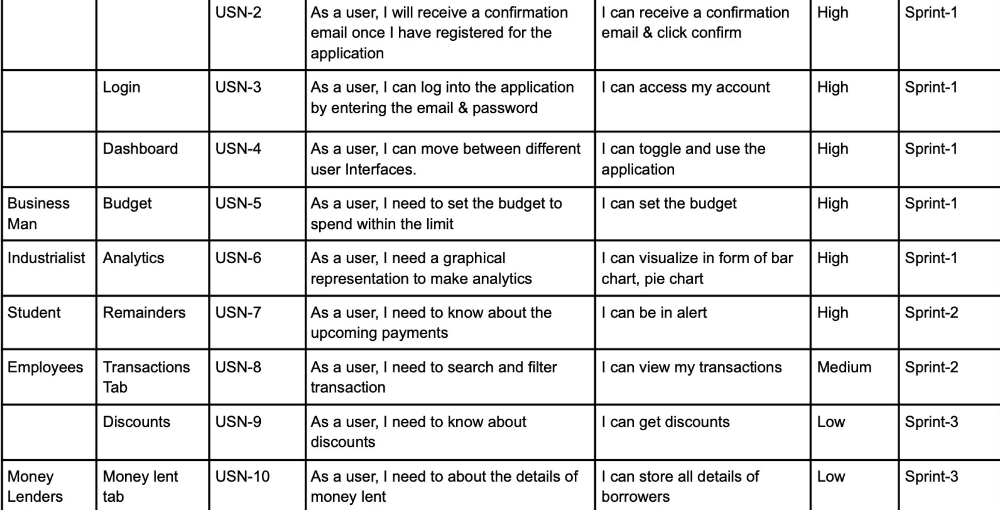 USN-2
As a user, I will receive a confirmation
email once I have registered for the
application
I can receive a confirmation
email & click confirm
High
Sprint-1
Login
USN-3
As a user, I can log into the application
by entering the email & password
I can access my account
High
Sprint-1
Dashboard
USN-4
As a user, I can move between different
user Interfaces.
I can toggle and use the
application
High
Sprint-1
Business
Man
Budget
USN-5
As a user, I need to set the budget to
spend within the limit
I can set the budget
High
Sprint-1
Industrialist
Analytics
USN-6
As a user, I need a graphical
representation to make analytics
I can visualize in form of bar
chart, pie chart
High
Sprint-1
Student
Remainders
USN-7
As a user, I need to know about the
upcoming payments
I can be in alert
High
Sprint-2
Employees
Transactions
Tab
USN-8
As a user, I need to search and filter
transaction
I can view my transactions
Medium
Sprint-2
Discounts
USN-9
As a user, I need to know about
discounts
I can get discounts
Low
Sprint-3
Money
Lenders
Money lent
tab
USN-10
As a user, I need to about the details of
money lent
I can store all details of
borrowers
Low
Sprint-3